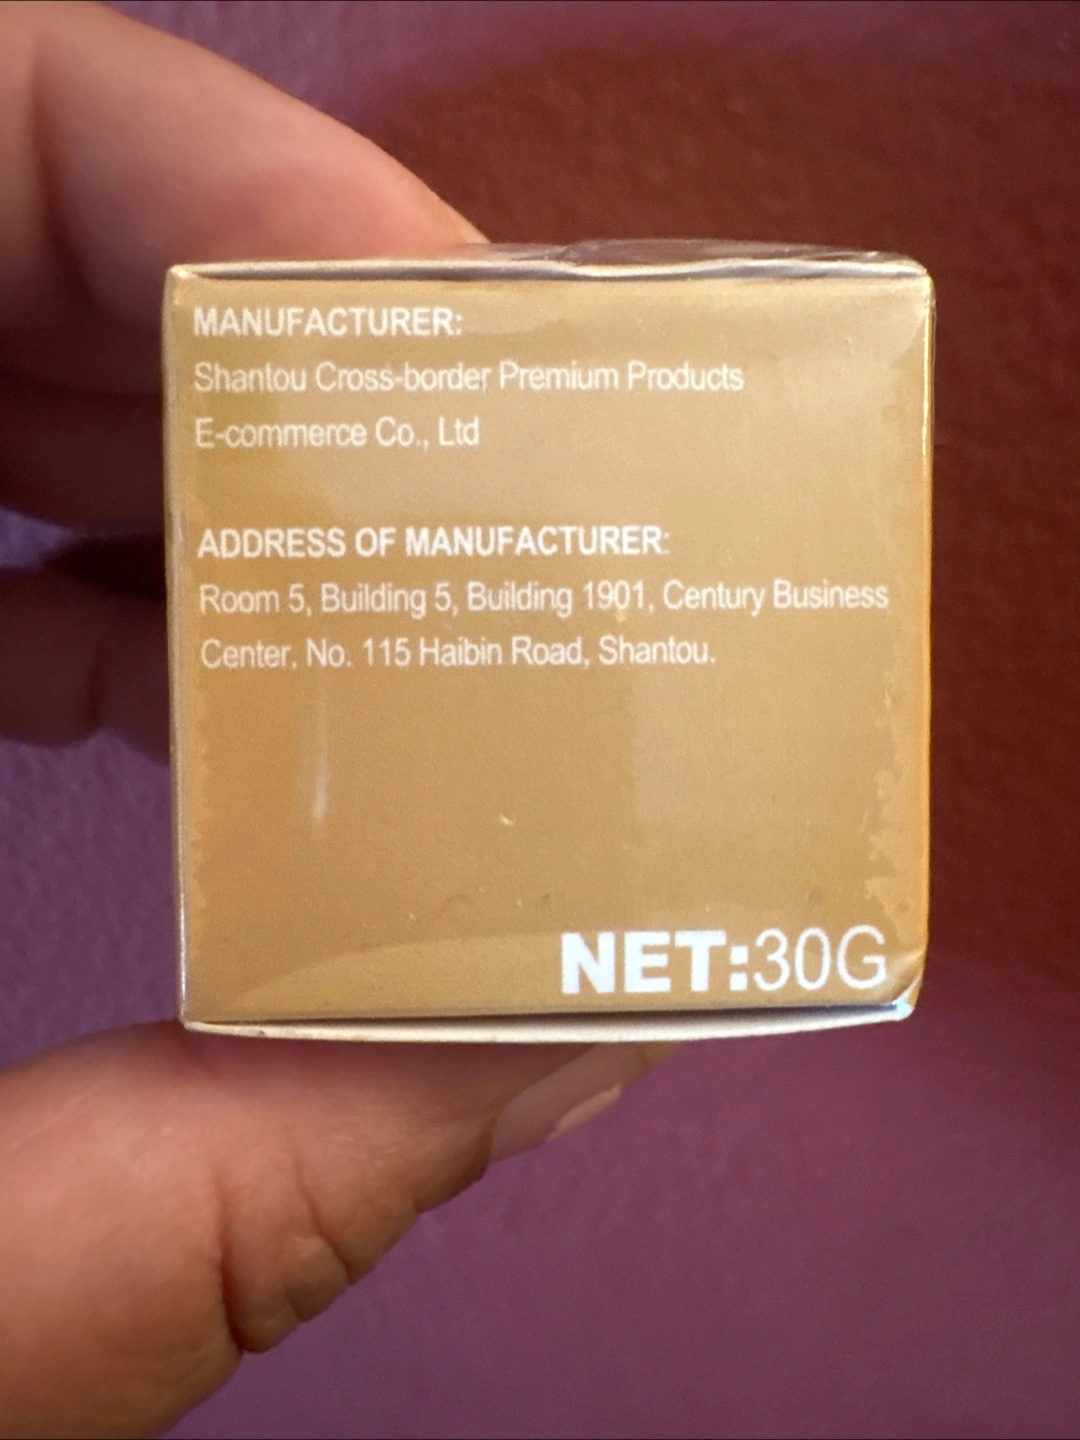 MANUFACTURER:
Shantou Cross-border Premium Products
E-commerce Co., Ltd
ADDRESS OF MANUFACTURER:
Room 5, Building 5, Building 1901, Century Business
Center, No. 115 Haibin Road, Shantou.
NET:30G